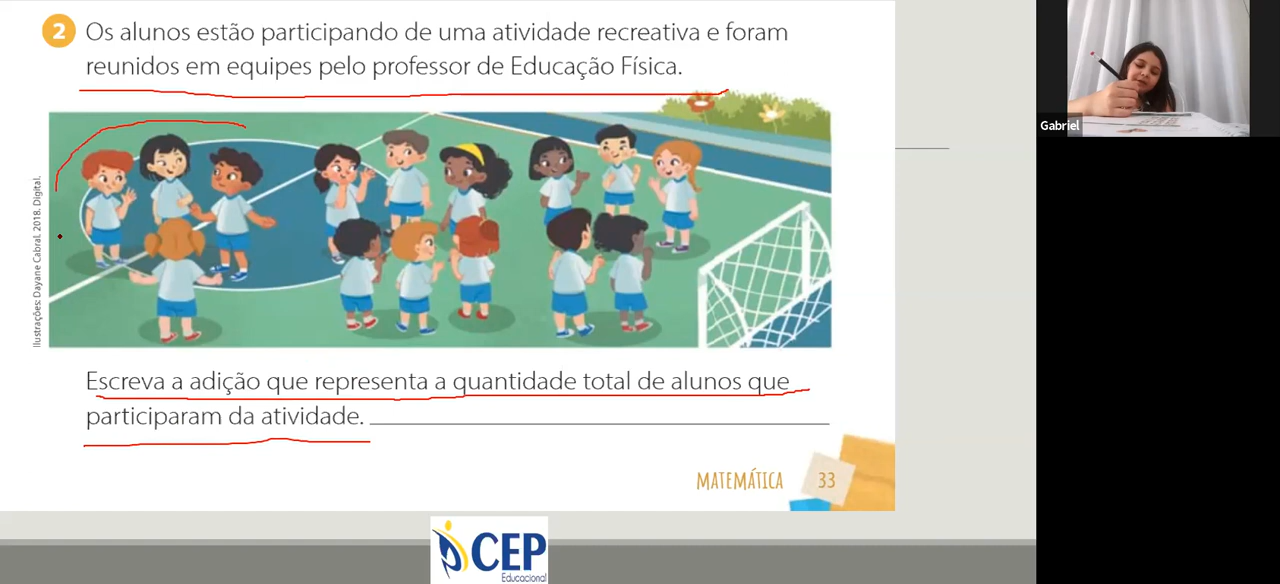 2 Os alunos estão participando de uma atividade recreativa e foram
reunidos em equipes pelo professor de Educação Física.
Ilustrações: Dayane Cabral. 2018. Digital.
Escreva a adição que representa a quantidade total de alunos que
participaram da atividade.
MATEMÁTICA 33
CEP
Educacional
Gabriel